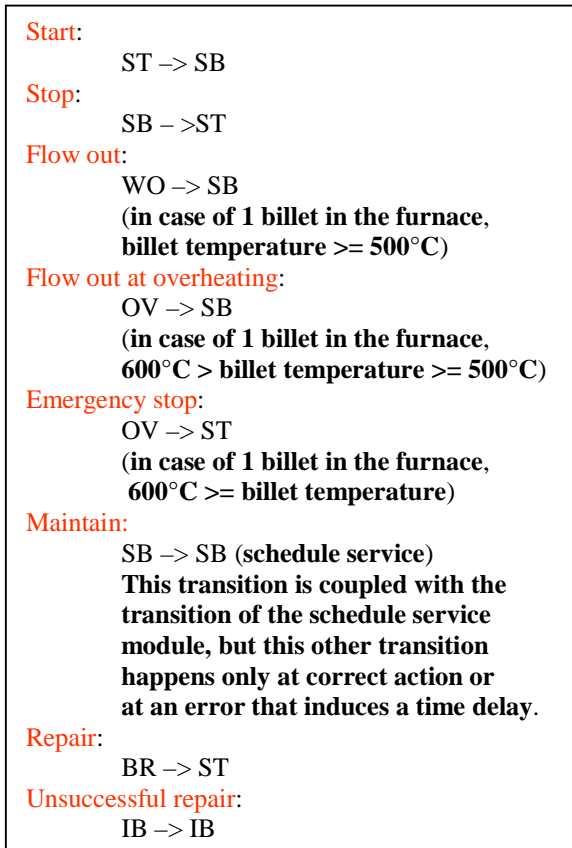 Start:
ST –> SB
Stop:
SB – >ST
Flow out:
WO –> SB
(in case of 1 billet in the furnace,
billet temperature >= 500°C)
Flow out at overheating:
OV –> SB
(in case of 1 billet in the furnace,
600°C > billet temperature >= 500°C)
Emergency stop:
OV –> ST
(in case of 1 billet in the furnace,
600°C >= billet temperature)
Maintain:
SB –> SB (schedule service)
This transition is coupled with the
transition of the schedule service
module, but this other transition
happens only at correct action or
at an error that induces a time delay.
Repair:
BR –> ST
Unsuccessful repair:
IB –> IB